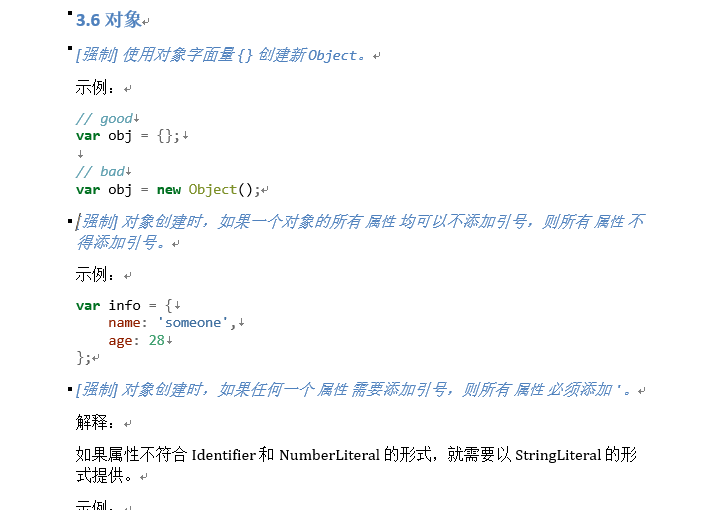 3.6 对象
[强制] 使用对象字面量 {} 创建新 Object。
示例：
// good
var obj = {};
// bad
var obj = new Object();
[强制] 对象创建时，如果一个对象的所有 属性 均可以不添加引号，则所有 属性 不
得添加引号。
示例：
var info = {
    name: 'someone',
    age: 28
};
[强制] 对象创建时，如果任何一个 属性 需要添加引号，则所有 属性 必须添加 '。
解释：
如果属性不符合 Identifier 和 NumberLiteral 的形式，就需要以 StringLiteral 的形
式提供。
示例：